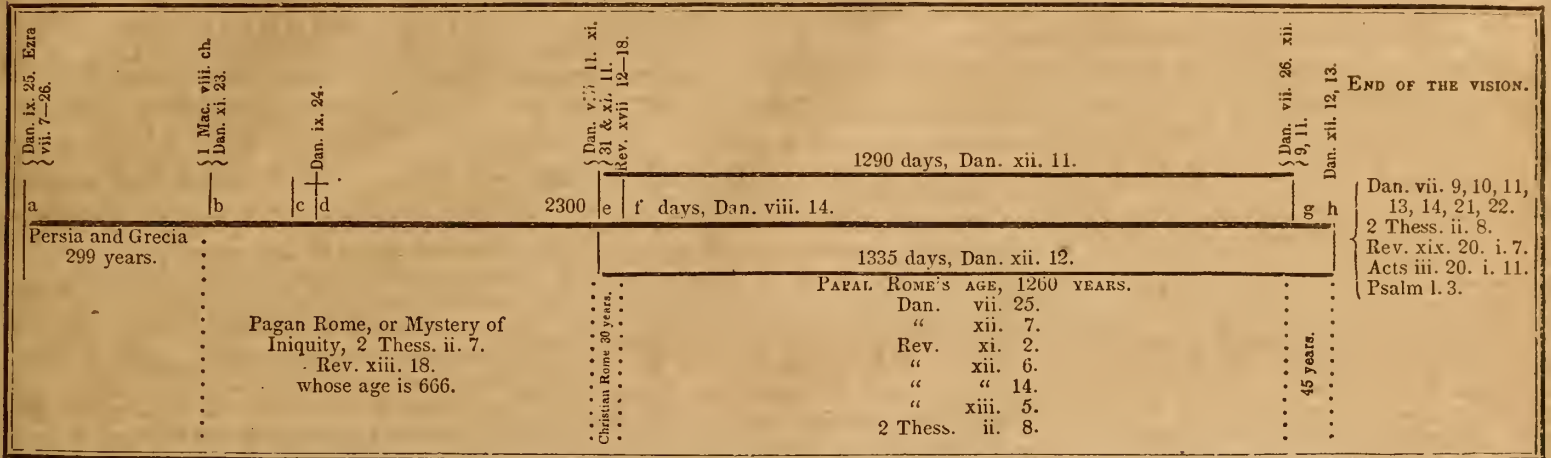 Dan. ix. 25. Ezra
vii. 7—26.
1 Mac. viii. ch.
Dan. xi. 23.
Dan. ix. 24.
Dan. 11. xi.
31 & xi. 11.
Rev. xvii 12—18.
1290 days, Dan. xii. 11.
Dan. vii. 26. xii.
9, 11.
Dan. xii. 12, 13.
END OF THE VISION.
a
b
c d
2300 e f days, Dan. viii. 14.
g h
Dan. vii. 9, 10, 11,
13, 14, 21, 22.
2 Thess. ii. 8.
Rev. xix. 20. i. 7.
Acts iii. 20. i. 11.
Psalm l. 3.
Persia and Grecia
299 years.
1335 days, Dan. xii. 12.
Pagan Rome, or Mystery of
Iniquity, 2 Thess. ii. 7.
Rev. xiii. 18.
whose age is 666.
Christian Rome 30 years.
PAPAL ROME'S AGE, 1260 YEARS.
Dan. vii. 25.
“ xii. 7.
Rev. xi. 2.
“ xii. 6.
“ “ 14.
“ xiii. 5.
2 Thess. ii. 8.
45 years.